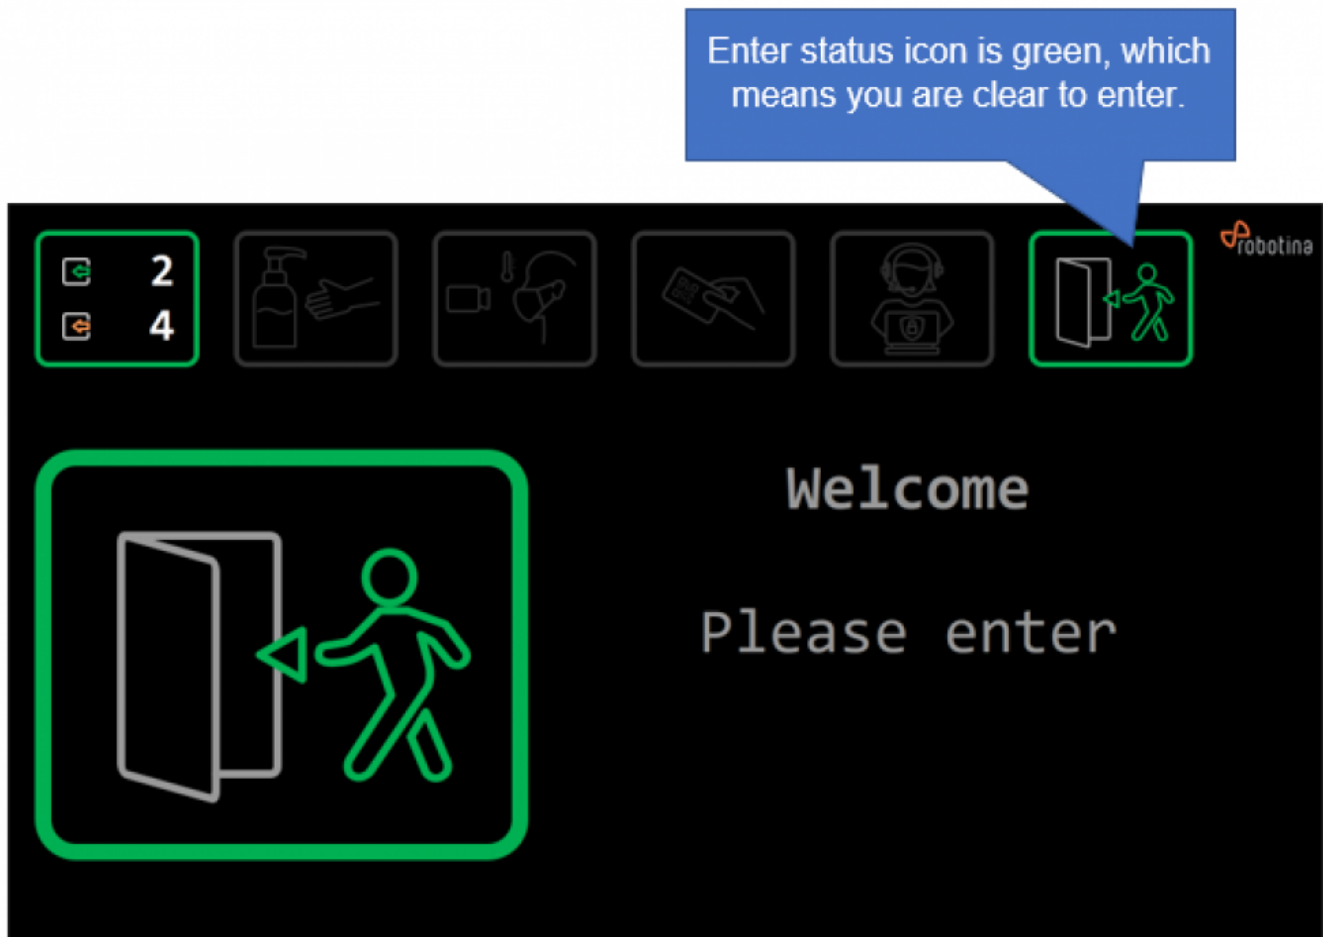 Enter status icon is green, which
means you are clear to enter.
2
4
robotina
Welcome
Please enter